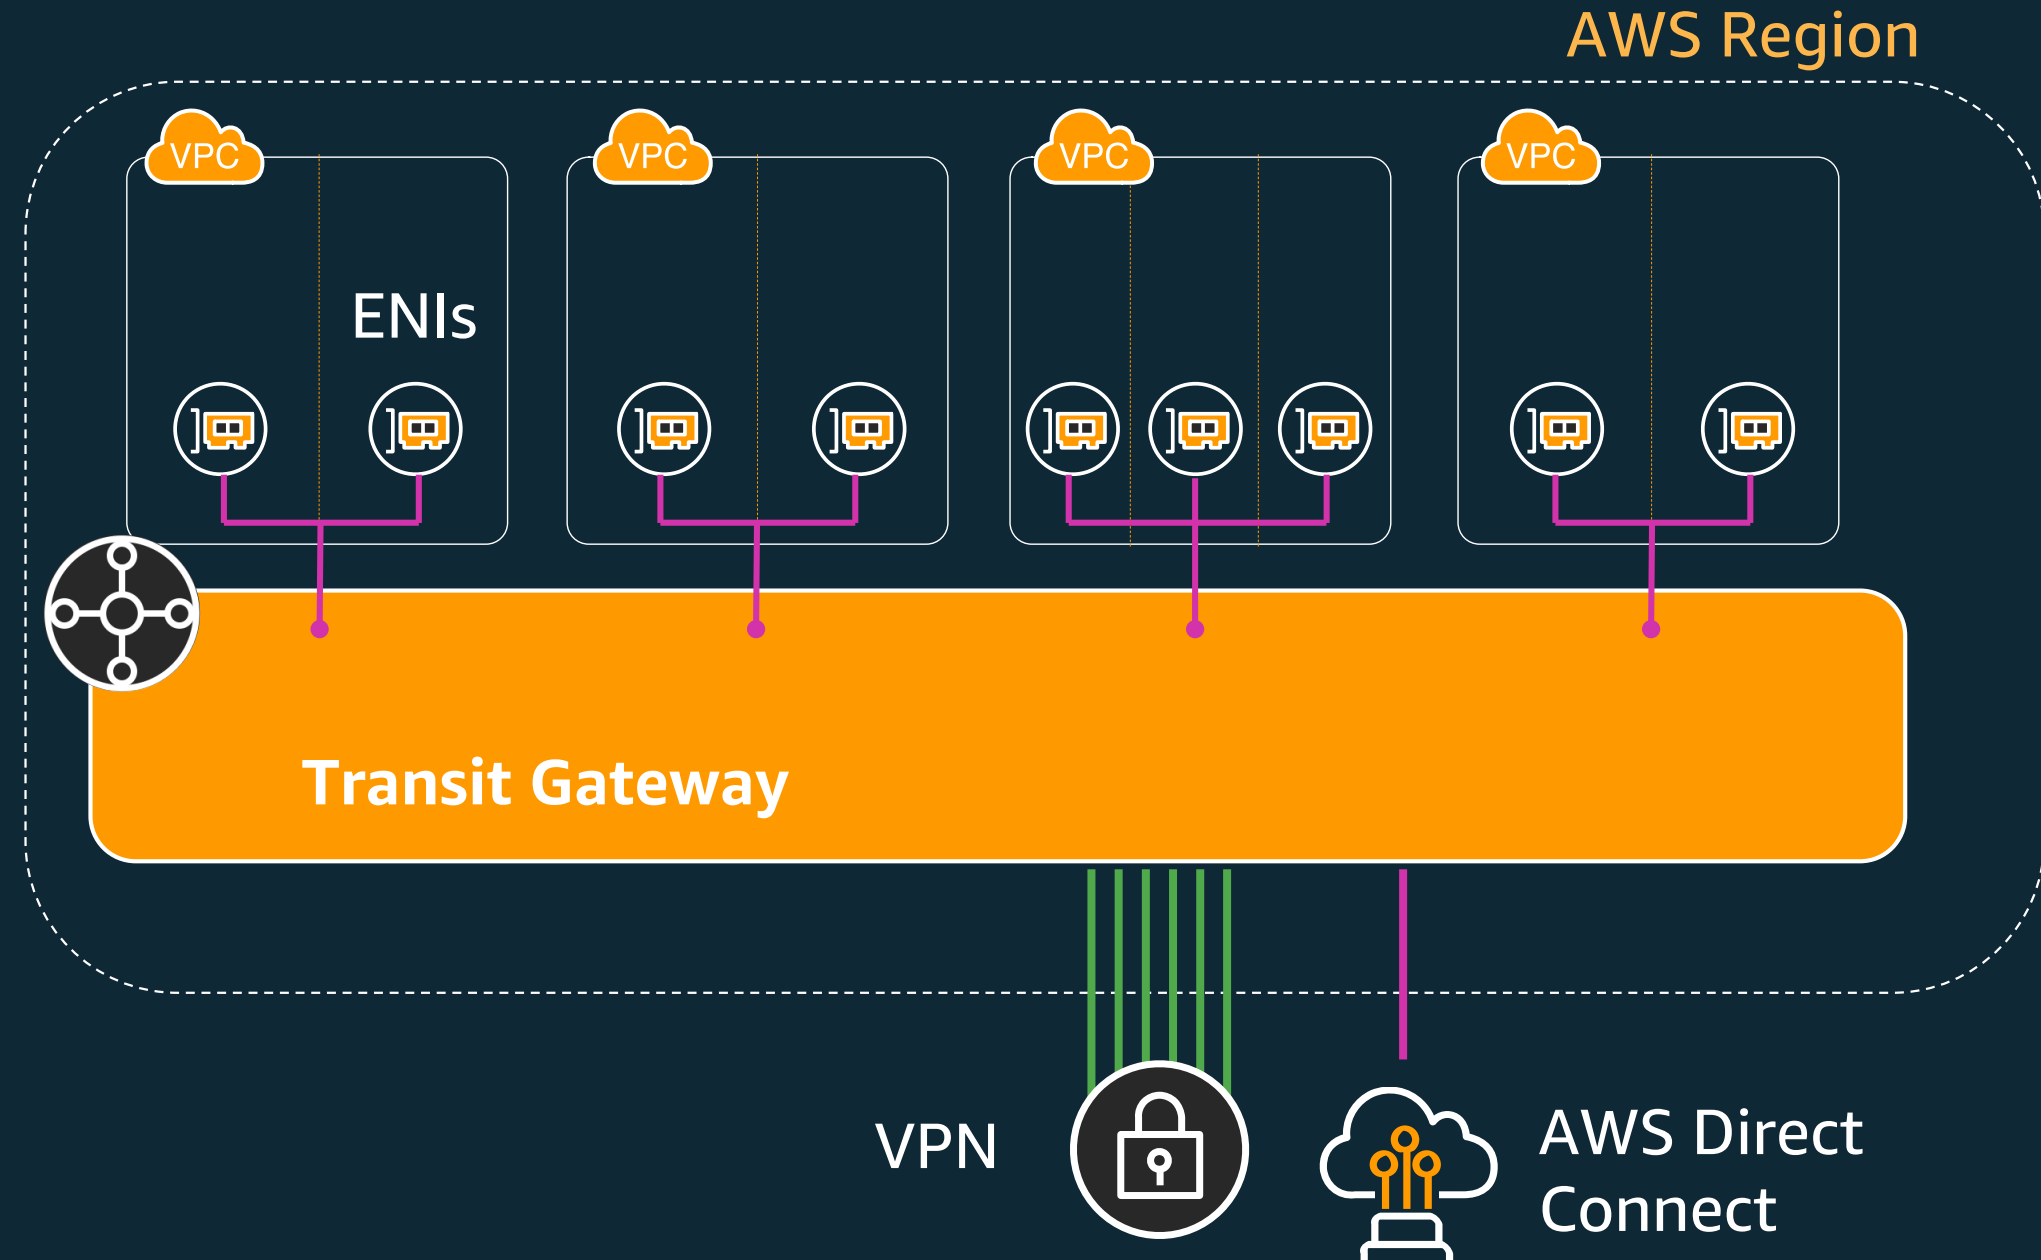 AWS Region
VPC
VPC
VPC
VPC
ENIs
Transit Gateway
VPN
AWS Direct
Connect